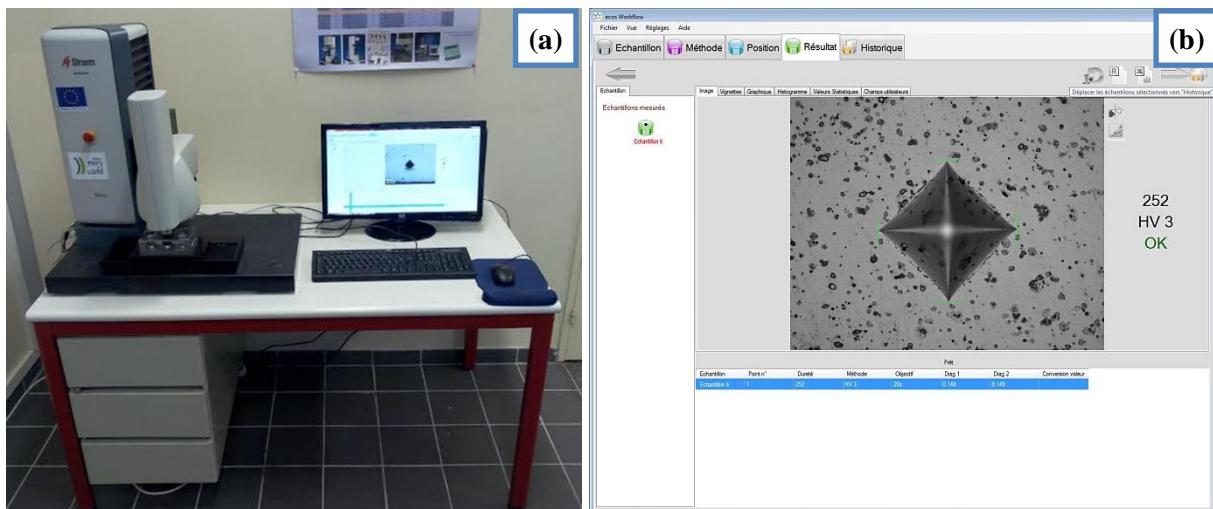 (a)
Struers
PAYS
LOIRE
(b)
ecos Workflow
Fichier Vue Réglages Aide
Echantillon Méthode Position Résultat Historique
Déplacer les échantillons sélectionnés vers "Historique"
Echantillon
Image Vignettes Graphique Histogramme Valeurs Statistiques Champs utilisateurs
Echantillons mesurés
Echantillon 6
252
HV 3
OK
Prêt
Echantillon Point n° Dureté Méthode Objectif Diag 1 Diag 2 Conversion valeur
Echantillon 6 1 252 HV 3 20x 0.148 0.149